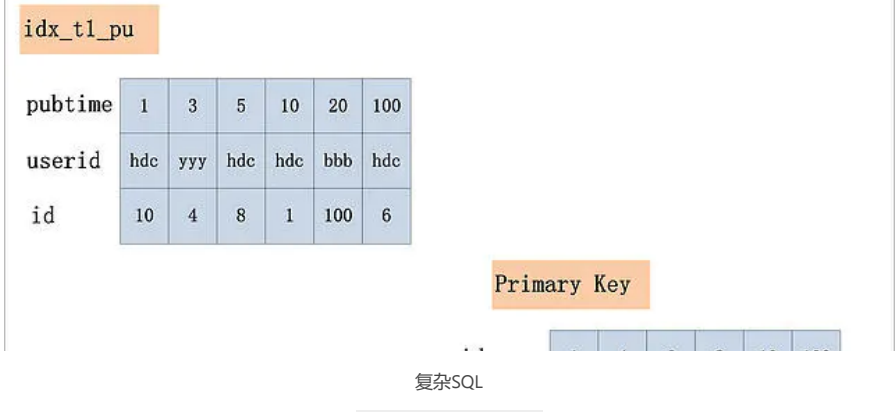 idx_t1_pu
pubtime 1 3 5 10 20 100
userid hdc yyy hdc hdc bbb hdc
id 10 4 8 1 100 6
Primary Key
复杂SQL